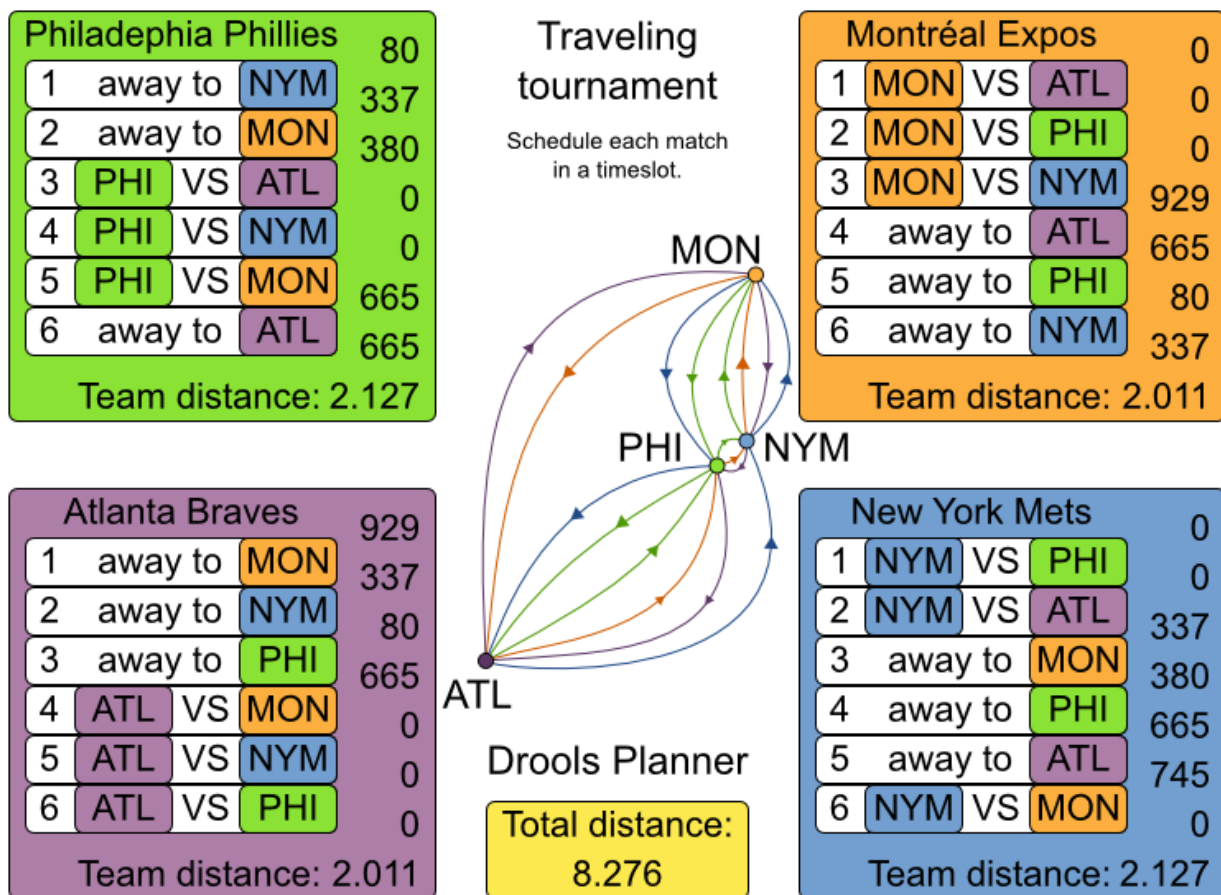 Philadephia Phillies
80
1 away to NYM
337
2 away to MON
380
3 PHI VS ATL
0
4 PHI VS NYM
0
5 PHI VS MON
665
6 away to ATL
665
Team distance: 2.127
Traveling
tournament
Schedule each match
in a timeslot.
Montréal Expos
0
1 MON VS ATL
0
2 MON VS PHI
0
3 MON VS NYM
929
4 away to ATL
665
5 away to PHI
80
6 away to NYM
337
Team distance: 2.011
MON
PHI
NYM
ATL
Atlanta Braves
929
1 away to MON
337
2 away to NYM
80
3 away to PHI
665
4 ATL VS MON
0
5 ATL VS NYM
0
6 ATL VS PHI
0
Team distance: 2.011
Drools Planner
Total distance:
8.276
New York Mets
0
1 NYM VS PHI
0
2 NYM VS ATL
337
3 away to MON
380
4 away to PHI
665
5 away to ATL
745
6 NYM VS MON
0
Team distance: 2.127